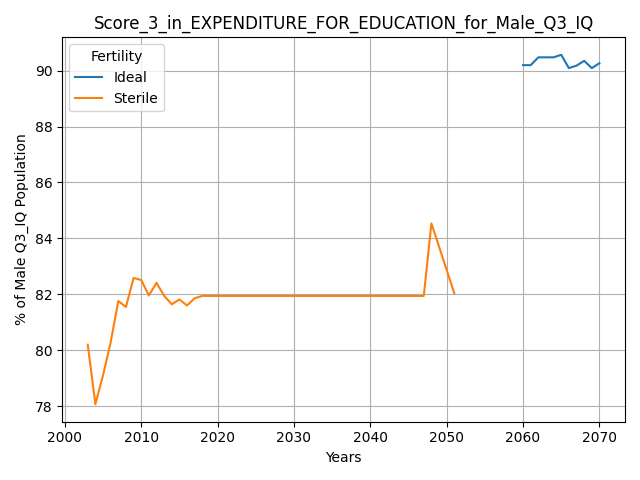 Score_3_in_EXPENDITURE_FOR_EDUCATION_for_Male_Q3_IQ
Fertility
Ideal
Sterile
% of Male Q3_IQ Population
90
88
86
84
82
80
78
2000 2010 2020 2030 2040 2050 2060 2070
Years